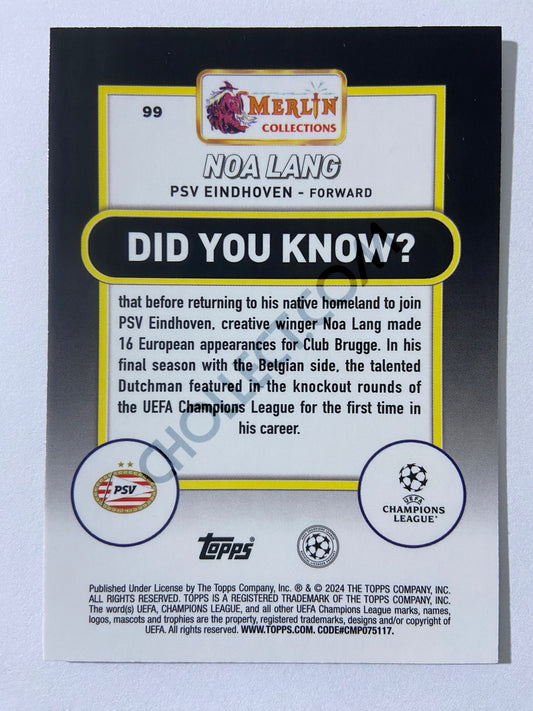 99
MERLIN
COLLECTIONS
NOA LANG
PSV EINDHOVEN - FORWARD
DID YOU KNOW?
that before returning to his native homeland to join
PSV Eindhoven, creative winger Noa Lang made
16 European appearances for Club Brugge. In his
final season with the Belgian side, the talented
Dutchman featured in the knockout rounds of
the UEFA Champions League for the first time in
his career.
CHOLLECT.COM
PSV
UEFA
CHAMPIONS
LEAGUE
topps
Published Under License by The Topps Company, Inc. ® & © 2024 THE TOPPS COMPANY, INC.
ALL RIGHTS RESERVED. TOPPS IS A REGISTERED TRADEMARK OF THE TOPPS COMPANY, INC.
The word(s) UEFA, CHAMPIONS LEAGUE, and all other UEFA Champions League marks, names,
logos, mascots and trophies are the property, registered trademarks, designs and/or copyright of
UEFA. All rights reserved. WWW.TOPPS.COM. CODE#CMP075117.